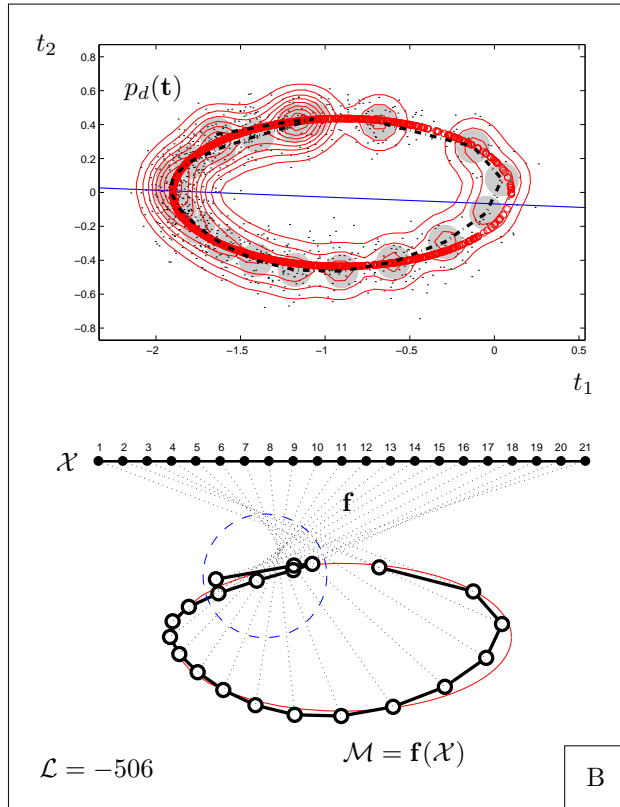 t₂
p_d(t)
0.8
0.6
0.4
0.2
0
−0.2
−0.4
−0.6
−0.8
−2 −1.5 −1 −0.5 0 0.5
t₁
1 2 3 4 5 6 7 8 9 10 11 12 13 14 15 16 17 18 19 20 21
𝒳
f
ℳ = f(𝒳)
ℒ = −506
B